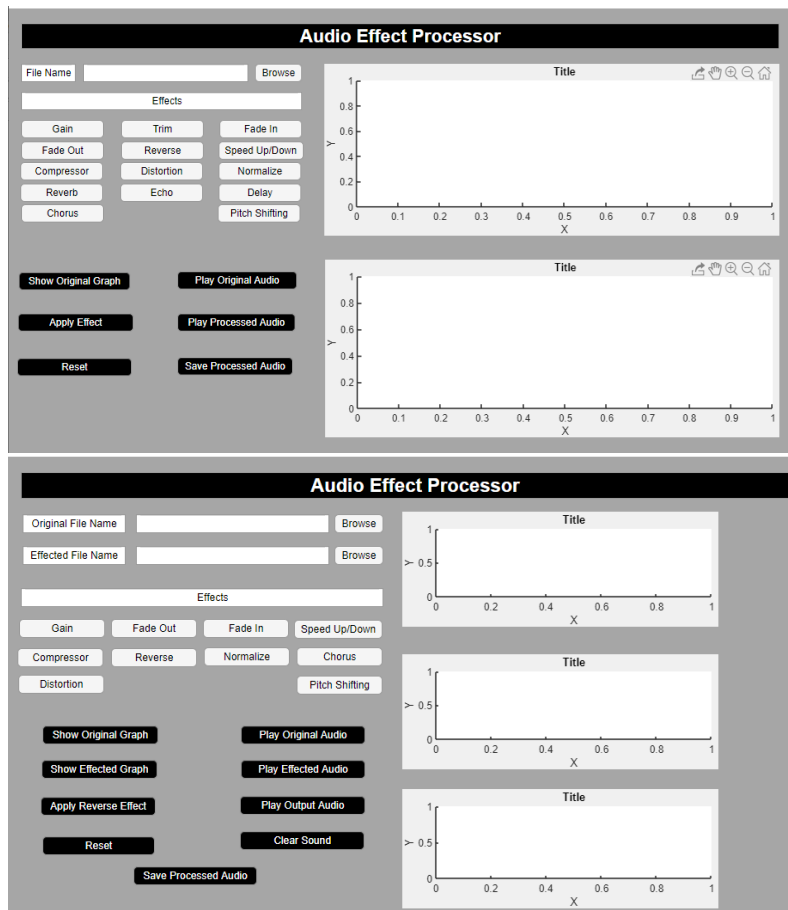 Audio Effect Processor
File Name Browse
Effects
Gain Trim Fade In
Fade Out Reverse Speed Up/Down
Compressor Distortion Normalize
Reverb Echo Delay
Chorus Pitch Shifting
Show Original Graph Play Original Audio
Apply Effect Play Processed Audio
Reset Save Processed Audio
Title
1
0.8
0.6
Y
0.4
0.2
0
0 0.1 0.2 0.3 0.4 0.5 0.6 0.7 0.8 0.9 1
X
Title
1
0.8
0.6
Y
0.4
0.2
0
0 0.1 0.2 0.3 0.4 0.5 0.6 0.7 0.8 0.9 1
X
Audio Effect Processor
Original File Name Browse
Effected File Name Browse
Effects
Gain Fade Out Fade In Speed Up/Down
Compressor Reverse Normalize Chorus
Distortion Pitch Shifting
Show Original Graph Play Original Audio
Show Effected Graph Play Effected Audio
Apply Reverse Effect Play Output Audio
Reset Clear Sound
Save Processed Audio
Title
1
Y 0.5
0
0 0.2 0.4 0.6 0.8 1
X
Title
1
Y 0.5
0
0 0.2 0.4 0.6 0.8 1
X
Title
1
Y 0.5
0
0 0.2 0.4 0.6 0.8 1
X